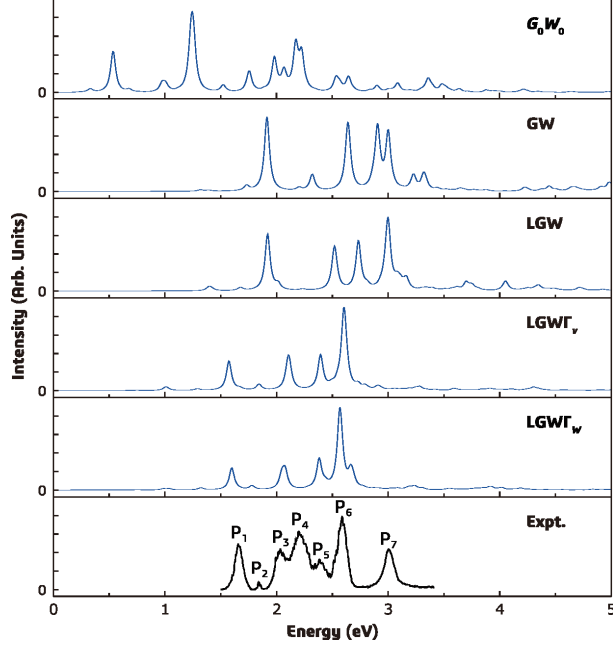 G₀W₀
0
GW
0
LGW
0
LGWΓᵥ
0
LGWΓ_w
0
Expt.
P₁
P₂
P₃
P₄
P₅
P₆
P₇
0
0 1 2 3 4 5
Energy (eV)
Intensity (Arb. Units)